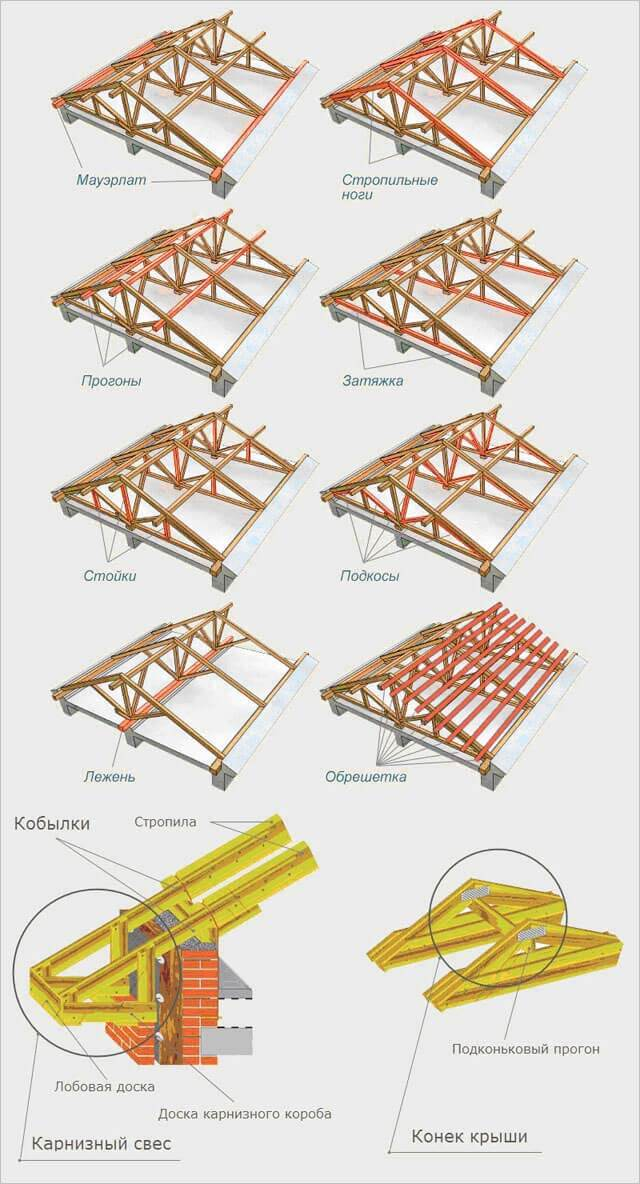 Мауэрлат
Стропильные
ноги
Прогоны
Затяжка
Стойки
Подкосы
Лежень
Обрешетка
Кобылки
Стропила
Лобовая доска
Доска карнизного короба
Карнизный свес
Подконьковый прогон
Конек крыши